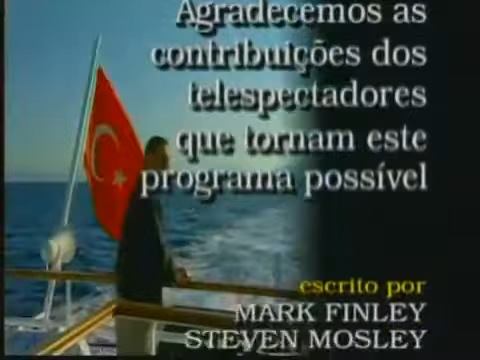 Agradecemos as
contribuições dos
telespectadores
que tornam este
programa possível
escrito por
MARK FINLEY
STEVEN MOSLEY